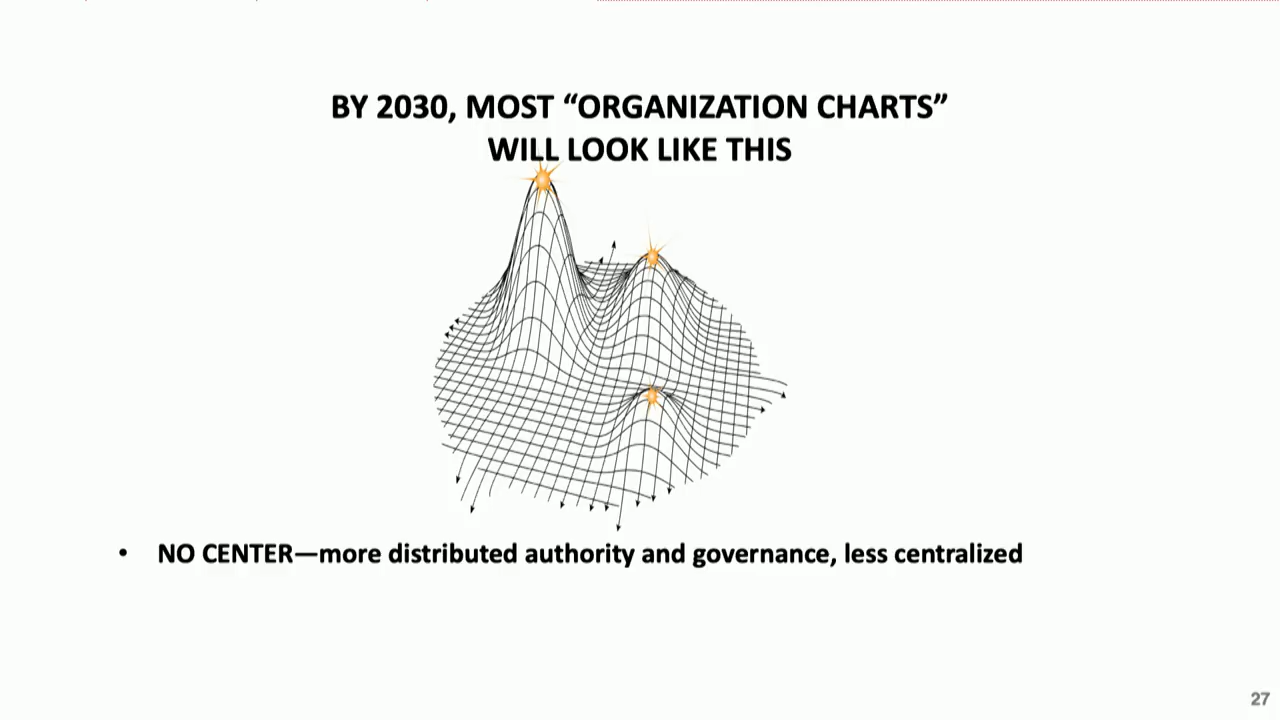 BY 2030, MOST “ORGANIZATION CHARTS”
WILL LOOK LIKE THIS
• NO CENTER—more distributed authority and governance, less centralized
27